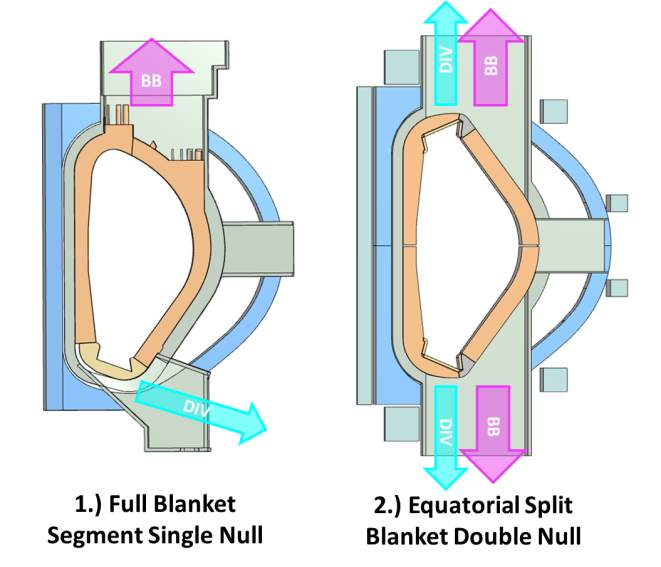 BB
DIV
1.) Full Blanket
Segment Single Null
DIV
BB
DIV
BB
2.) Equatorial Split
Blanket Double Null